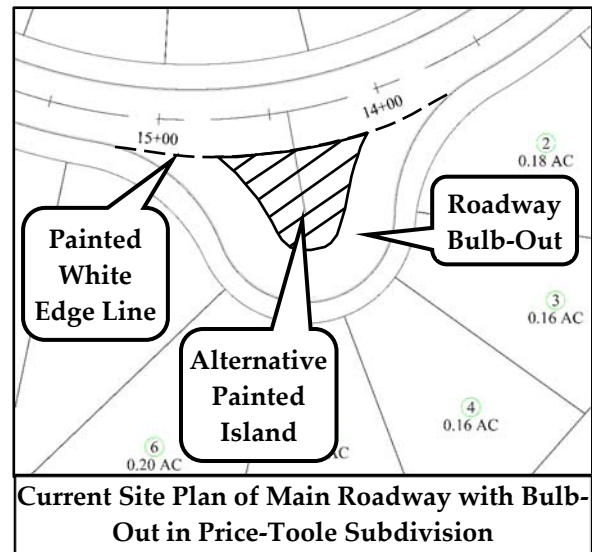 15+00
14+00
2
0.18 AC
Painted
White
Edge Line
Roadway
Bulb-Out
Alternative
Painted
Island
3
0.16 AC
4
0.16 AC
6
0.20 AC
AC
Current Site Plan of Main Roadway with Bulb-
Out in Price-Toole Subdivision